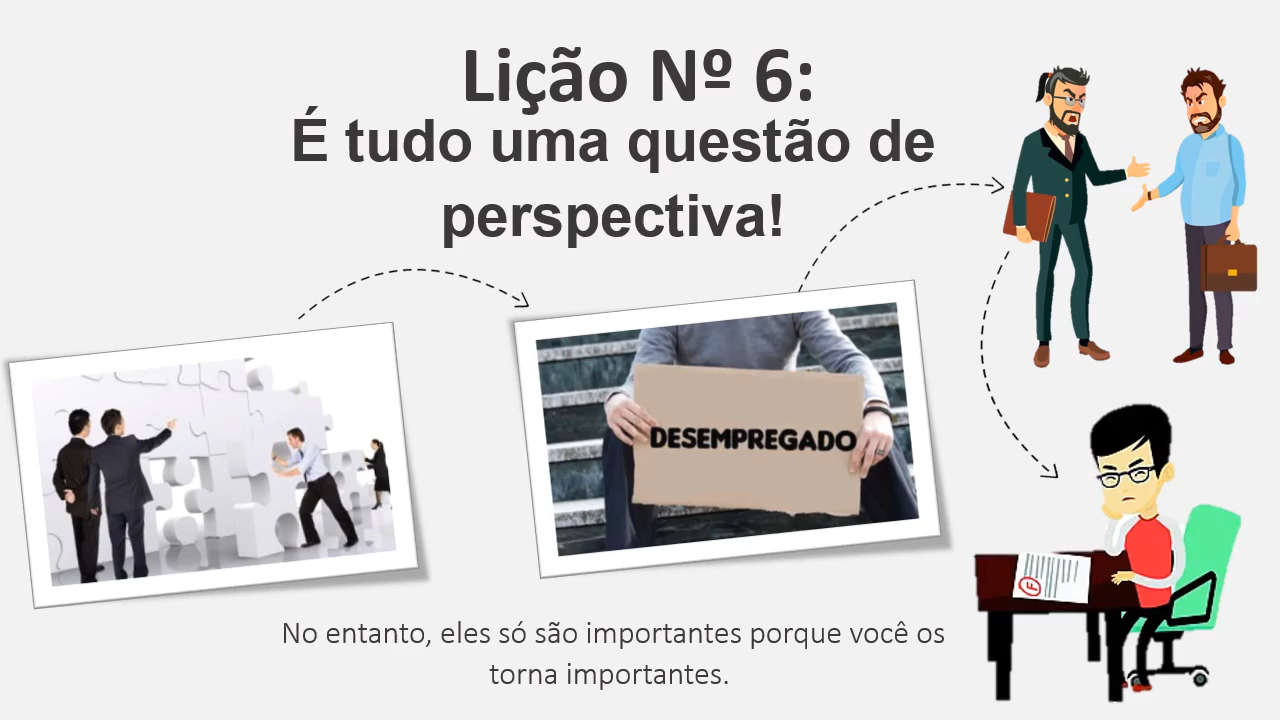 Lição Nº 6:
É tudo uma questão de
perspectiva!
DESEMPREGADO
F
No entanto, eles só são importantes porque você os
torna importantes.